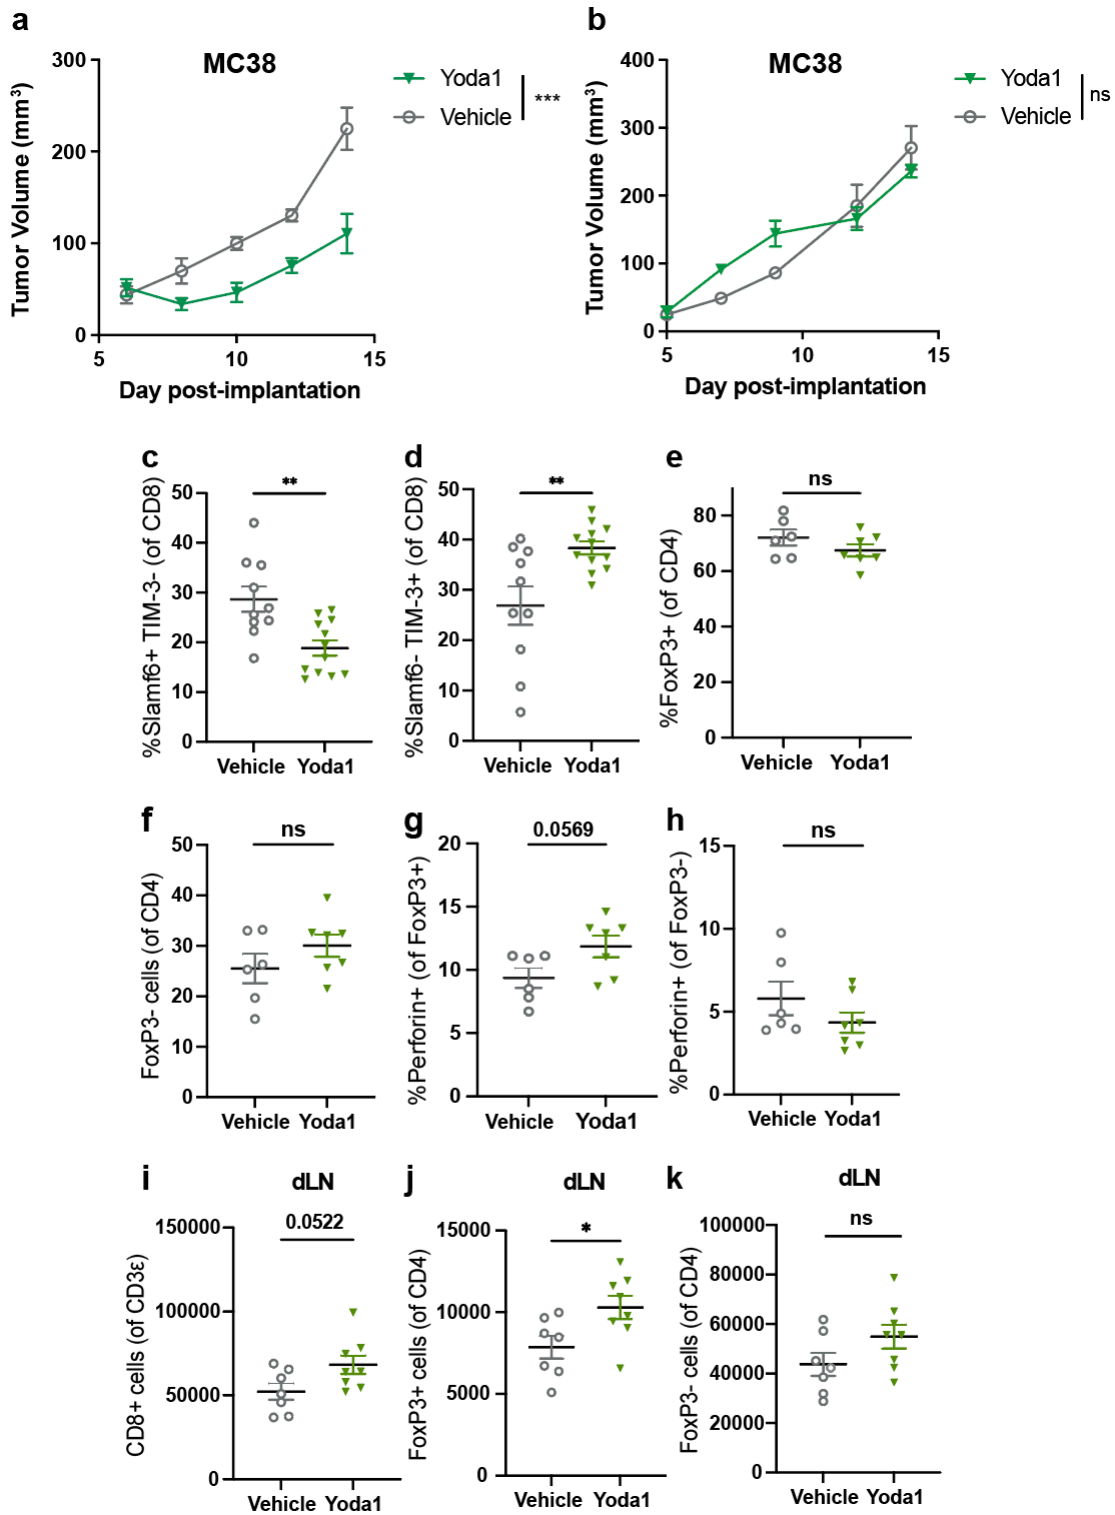 a
b
MC38
MC38
Yoda1
Vehicle
***
Yoda1
Vehicle
ns
Tumor Volume (mm³)
300
200
100
0
5
10
15
Day post-implantation
Tumor Volume (mm³)
400
300
200
100
0
5
10
15
Day post-implantation
c
%Slamf6+ TIM-3- (of CD8)
**
50
40
30
20
10
0
Vehicle Yoda1
d
%Slamf6- TIM-3+ (of CD8)
**
50
40
30
20
10
0
Vehicle Yoda1
e
%FoxP3+ (of CD4)
ns
80
60
40
20
0
Vehicle Yoda1
f
FoxP3- cells (of CD4)
ns
50
40
30
20
10
0
Vehicle Yoda1
g
%Perforin+ (of FoxP3+)
0.0569
20
15
10
5
0
Vehicle Yoda1
h
%Perforin+ (of FoxP3-)
ns
15
10
5
0
Vehicle Yoda1
i
dLN
CD8+ cells (of CD3ε)
0.0522
150000
100000
50000
0
Vehicle Yoda1
j
dLN
FoxP3+ cells (of CD4)
*
15000
10000
5000
0
Vehicle Yoda1
k
dLN
FoxP3- cells (of CD4)
ns
100000
80000
60000
40000
20000
0
Vehicle Yoda1